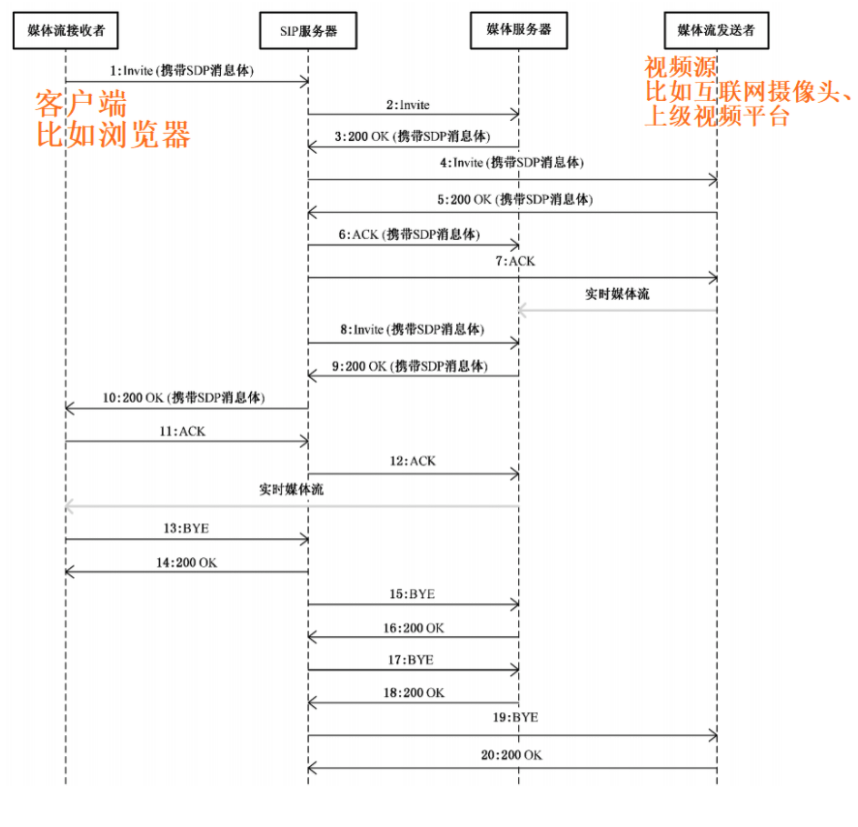 媒体流接收者
SIP服务器
媒体服务器
媒体流发送者
1:Invite (携带SDP消息体)
客户端
比如浏览器
视频源
比如互联网摄像头、
上级视频平台
2:Invite
3:200 OK (携带SDP消息体)
4:Invite (携带SDP消息体)
5:200 OK (携带SDP消息体)
6:ACK (携带SDP消息体)
7:ACK
实时媒体流
8:Invite (携带SDP消息体)
9:200 OK (携带SDP消息体)
10:200 OK (携带SDP消息体)
11:ACK
12:ACK
实时媒体流
13:BYE
14:200 OK
15:BYE
16:200 OK
17:BYE
18:200 OK
19:BYE
20:200 OK